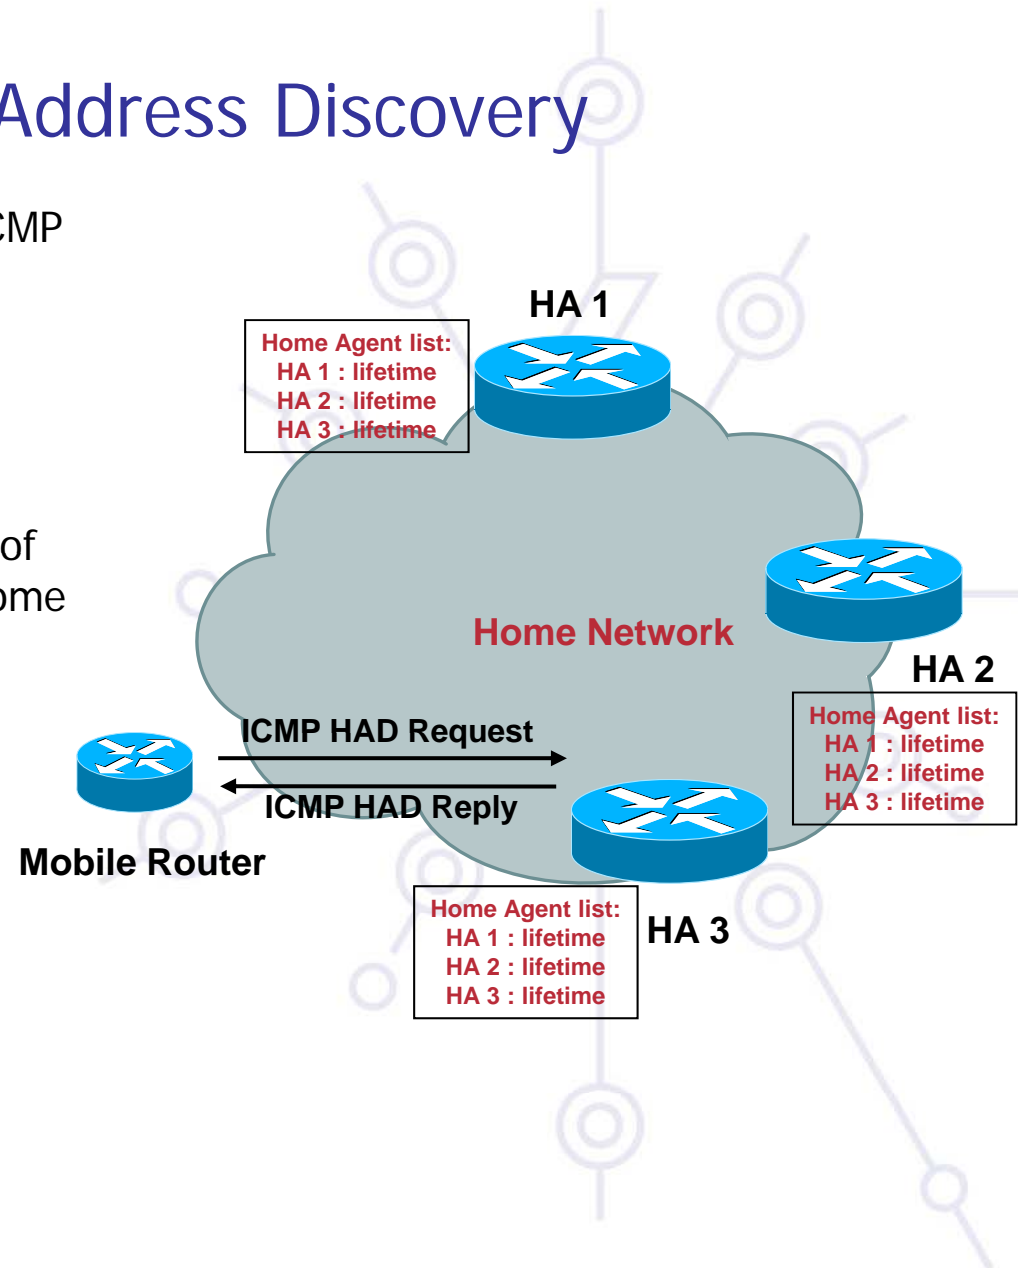 Address Discovery
CMP
of
ome
HA 1
Home Agent list:
HA 1 : lifetime
HA 2 : lifetime
HA 3 : lifetime
Home Network
HA 2
Home Agent list:
HA 1 : lifetime
HA 2 : lifetime
HA 3 : lifetime
ICMP HAD Request
ICMP HAD Reply
Mobile Router
HA 3
Home Agent list:
HA 1 : lifetime
HA 2 : lifetime
HA 3 : lifetime